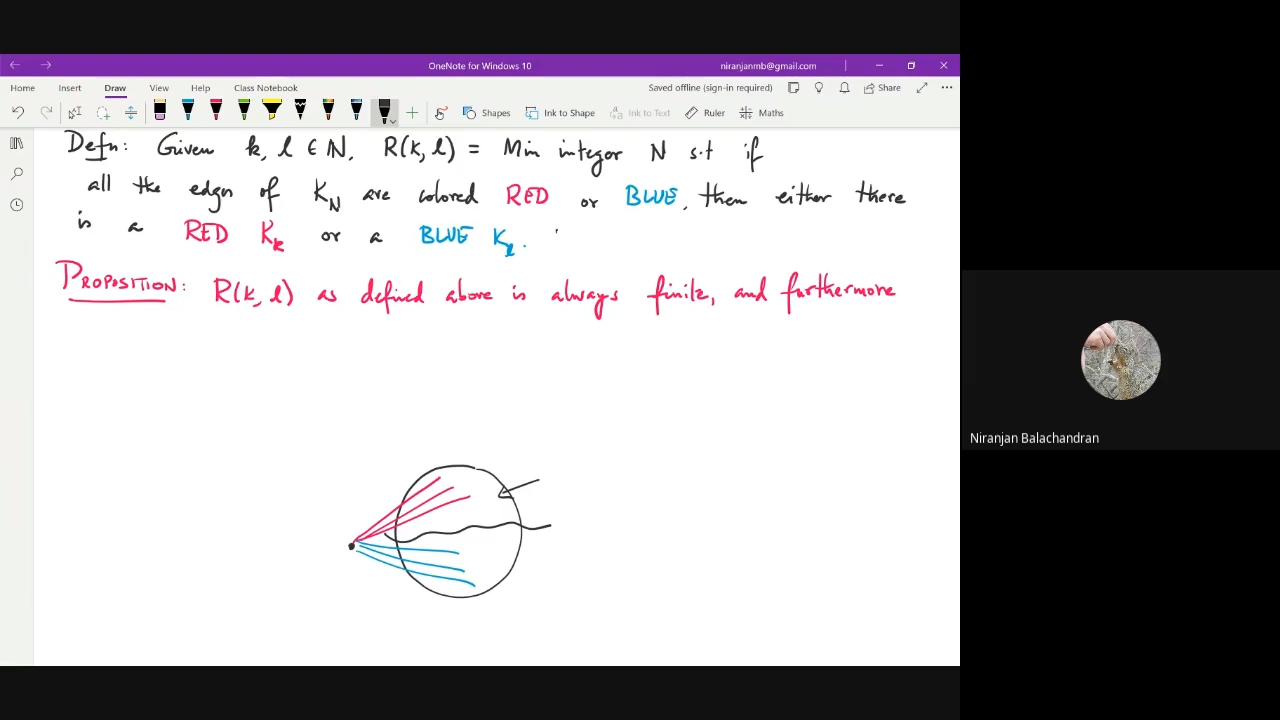 OneNote for Windows 10
niranjanmb@gmail.com
Home Insert Draw View Help Class Notebook
Saved offline (sign-in required)
Share
Shapes Ink to Shape Ink to Text Ruler Maths
Defn: Given k, l ∈ ℕ, R(k, l) = Min integer N s.t if
all the edges of K_N are colored RED or BLUE, then either there
is a RED K_k or a BLUE K_l.
PROPOSITION: R(k, l) as defined above is always finite, and furthermore
Niranjan Balachandran